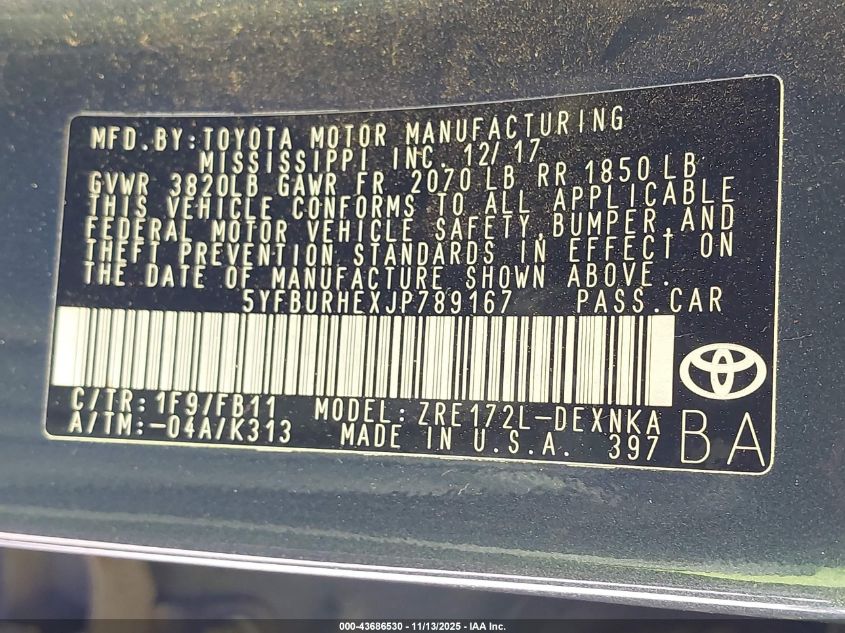 MFD.BY:TOYOTA MOTOR MANUFACTURING
MISSISSIPPI INC. 12/17
GVWR 3820LB GAWR FR 2070 LB RR 1850 LB
THIS VEHICLE CONFORMS TO ALL APPLICABLE
FEDERAL MOTOR VEHICLE SAFETY,BUMPER,AND
THEFT PREVENTION STANDARDS IN EFFECT ON
THE DATE OF MANUFACTURE SHOWN ABOVE.
5YFBURHEXJP789167 PASS.CAR
C/TR:1F9/FB11 MODEL:ZRE172L-DEXNKA
A/TM:-04A/K313 MADE IN U.S.A. 397
BA
000-43686530 - 11/13/2025 - IAA Inc.